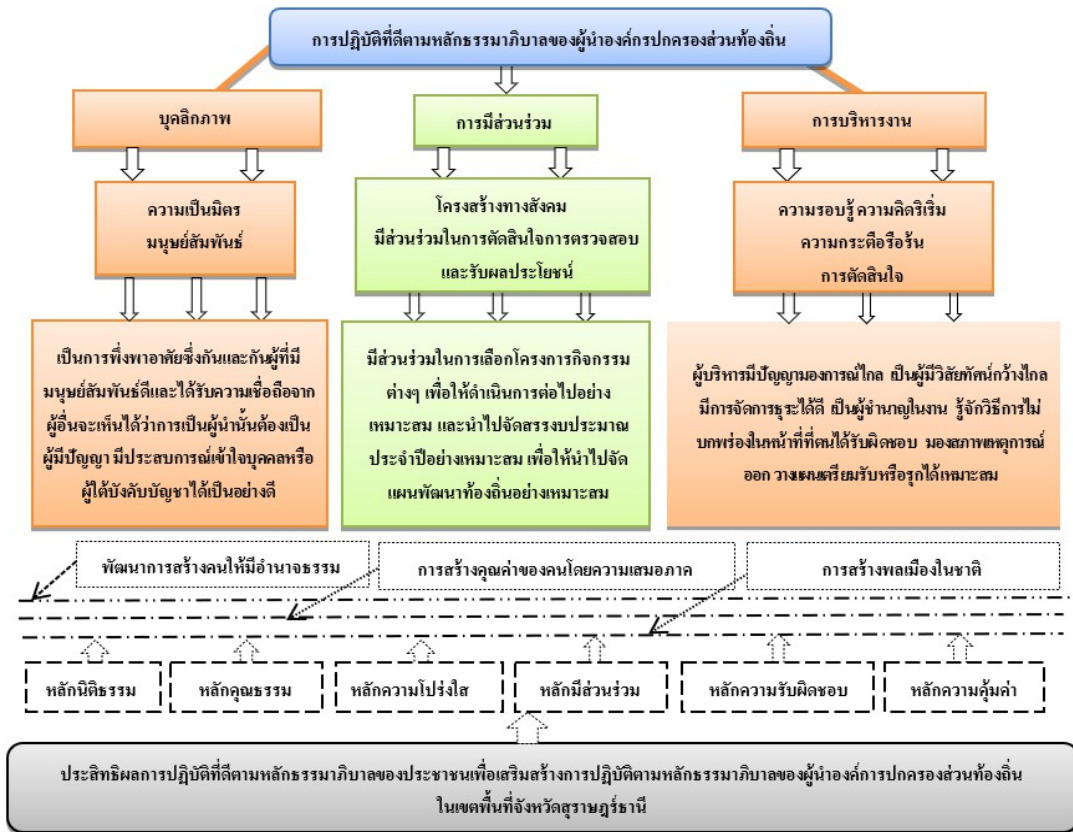 การปฏิบัติที่ดีตามหลักธรรมาภิบาลของผู้นำองค์กรปกครองส่วนท้องถิ่น
บุคลิกภาพ
การมีส่วนร่วม
การบริหารงาน
ความเป็นมิตร
มนุษย์สัมพันธ์
โครงสร้างทางสังคม
มีส่วนร่วมในการตัดสินใจการตรวจสอบ
และรับผลประโยชน์
ความรอบรู้ ความคิดริเริ่ม
ความกระตือรือร้น
การตัดสินใจ
เป็นการพึ่งพาอาศัยซึ่งกันและกันผู้ที่มี
มนุษย์สัมพันธ์ดีและได้รับความเชื่อถือจาก
ผู้อื่นจะเห็นได้ว่าการเป็นผู้นำนั้นต้องเป็น
ผู้มีปัญญา มีประสบการณ์เข้าใจบุคคลหรือ
ผู้ใต้บังคับบัญชาได้เป็นอย่างดี
มีส่วนร่วมในการเลือกโครงการกิจกรรม
ต่างๆ เพื่อให้ดำเนินการต่อไปอย่าง
เหมาะสม และนำไปจัดสรรงบประมาณ
ประจำปีอย่างเหมาะสม เพื่อให้นำไปจัด
แผนพัฒนาท้องถิ่นอย่างเหมาะสม
ผู้บริหารมีปัญญามองการณ์ไกล เป็นผู้มีวิสัยทัศน์กว้างไกล
มีการจัดการธุระได้ดี เป็นผู้ชำนาญในงาน รู้จักวิธีการไม่
บกพร่องในหน้าที่ที่ตนได้รับผิดชอบ มองสภาพเหตุการณ์
ออก วางแผนเตรียมรับหรือรุกได้เหมาะสม
พัฒนาการสร้างคนให้มีอำนาจธรรม
การสร้างคุณค่าของคนโดยความเสมอภาค
การสร้างพลเมืองในชาติ
หลักนิติธรรม
หลักคุณธรรม
หลักความโปร่งใส
หลักมีส่วนร่วม
หลักความรับผิดชอบ
หลักความคุ้มค่า
ประสิทธิผลการปฏิบัติที่ดีตามหลักธรรมาภิบาลของประชาชนเพื่อเสริมสร้างการปฏิบัติตามหลักธรรมาภิบาลของผู้นำองค์การปกครองส่วนท้องถิ่น
ในเขตพื้นที่จังหวัดสุราษฎร์ธานี